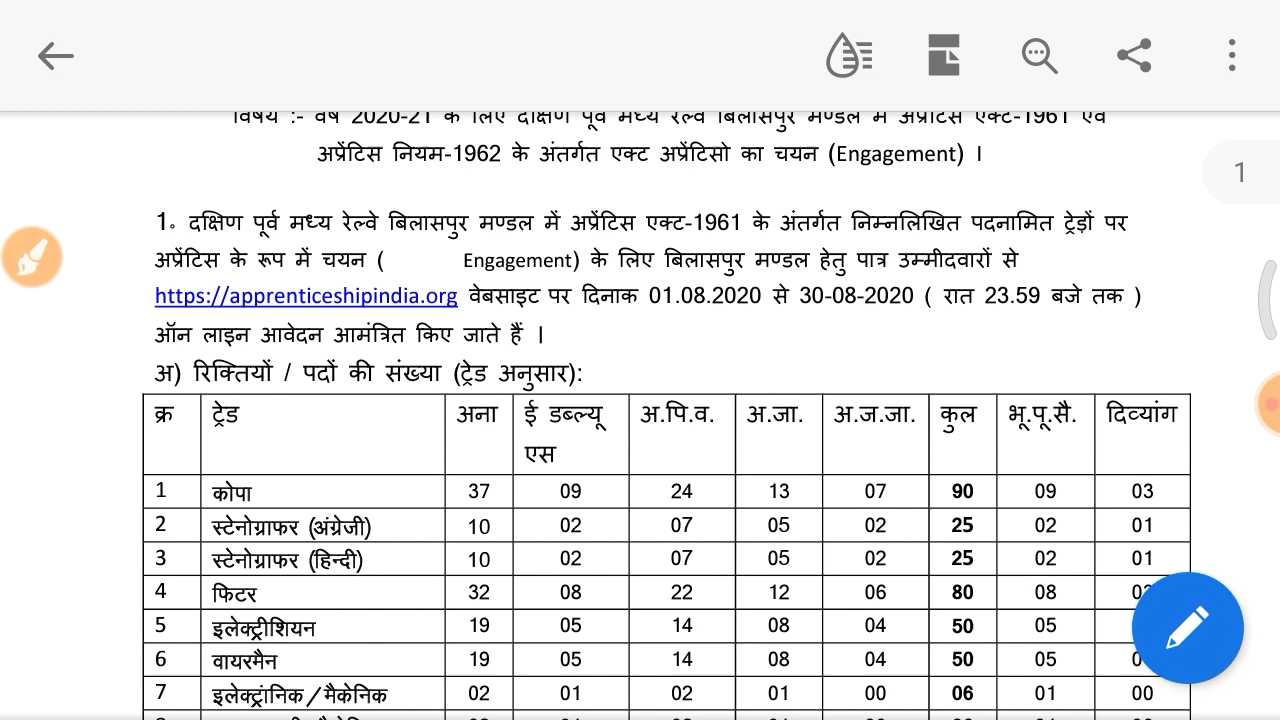 विषय :- वर्ष 2020-21 के लिए दक्षिण पूर्व मध्य रेल्वे बिलासपुर मण्डल में अप्रेंटिस एक्ट-1961 एवं
अप्रेंटिस नियम-1962 के अंतर्गत एक्ट अप्रेंटिसो का चयन (Engagement) ।
1
1॰ दक्षिण पूर्व मध्य रेल्वे बिलासपुर मण्डल में अप्रेंटिस एक्ट-1961 के अंतर्गत निम्नलिखित पदनामित ट्रेड़ों पर
अप्रेंटिस के रूप में चयन ( Engagement) के लिए बिलासपुर मण्डल हेतु पात्र उम्मीदवारों से
https://apprenticeshipindia.org वेबसाइट पर दिनाक 01.08.2020 से 30-08-2020 ( रात 23.59 बजे तक )
ऑन लाइन आवेदन आमंत्रित किए जाते हैं ।
अ) रिक्तियों / पदों की संख्या (ट्रेड अनुसार):
क्र ट्रेड अना ई डब्ल्यू एस अ.पि.व. अ.जा. अ.ज.जा. कुल भू.पू.सै. दिव्यांग
1 कोपा 37 09 24 13 07 90 09 03
2 स्टेनोग्राफर (अंग्रेजी) 10 02 07 05 02 25 02 01
3 स्टेनोग्राफर (हिन्दी) 10 02 07 05 02 25 02 01
4 फिटर 32 08 22 12 06 80 08
5 इलेक्ट्रीशियन 19 05 14 08 04 50 05
6 वायरमैन 19 05 14 08 04 50 05
7 इलेक्ट्रांनिक/मैकेनिक 02 01 02 01 00 06 01 00